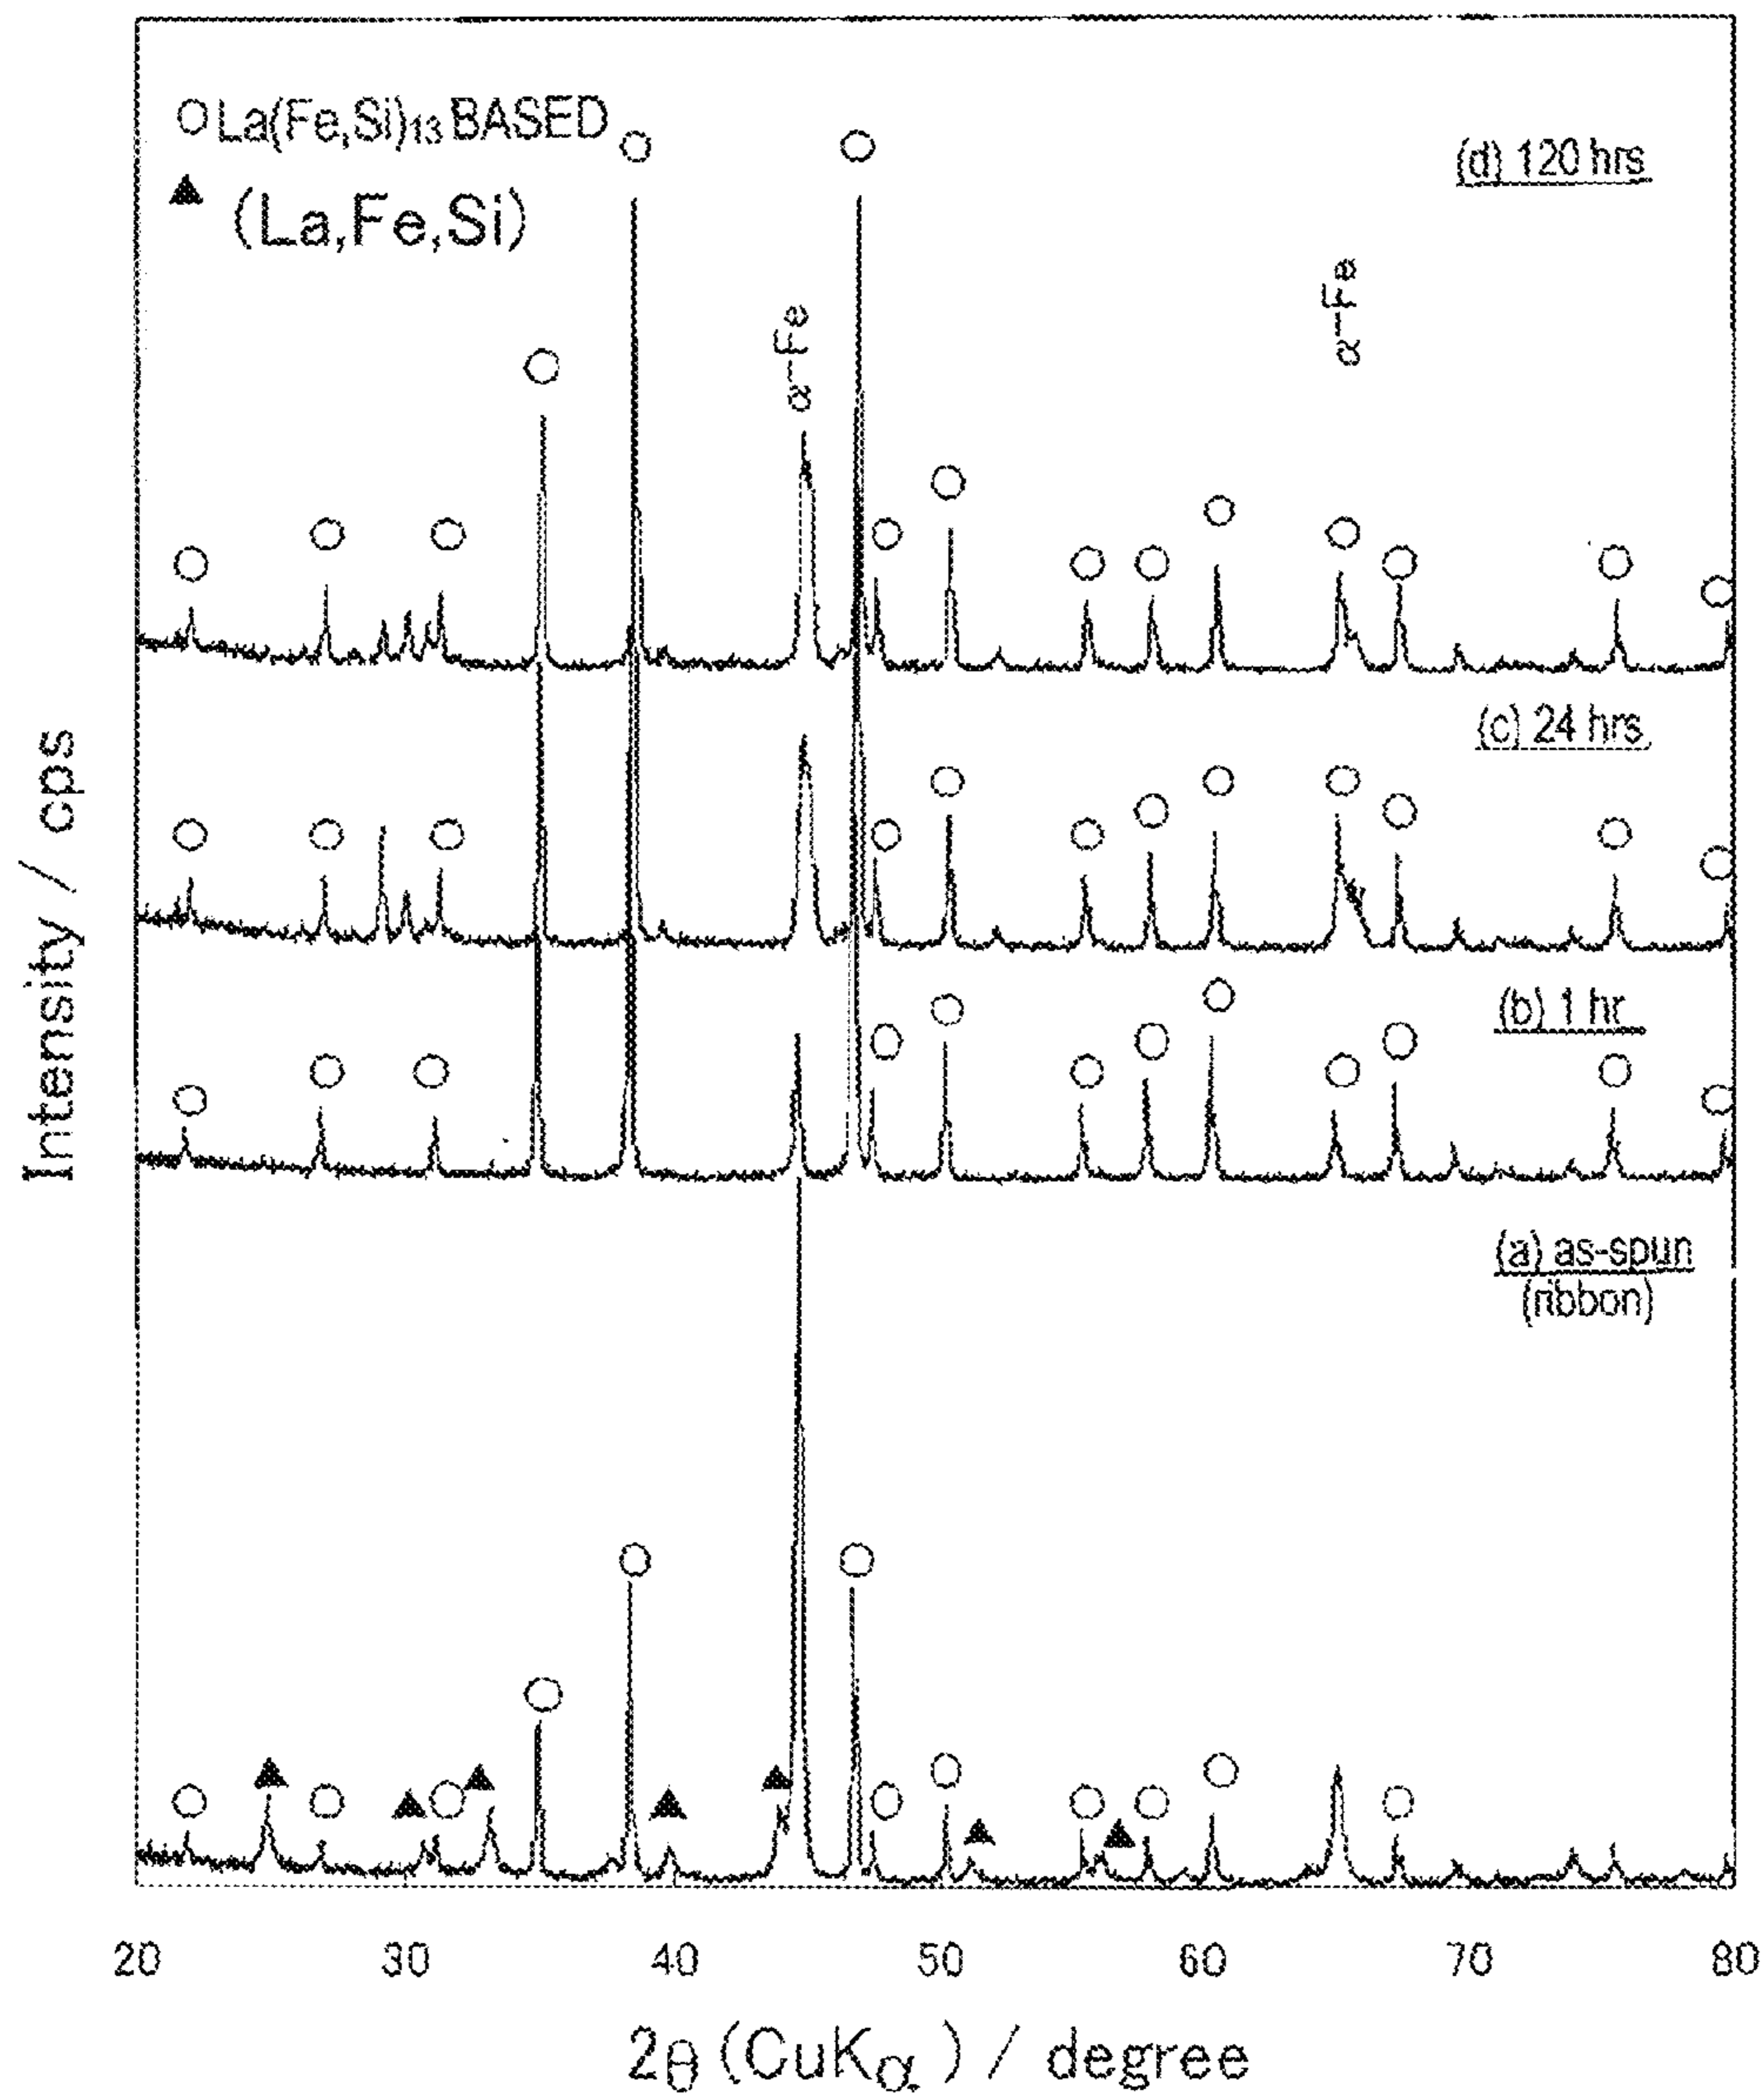 ○ La(Fe,Si)₁₃ BASED
▲ (La,Fe,Si)
(d) 120 hrs
α-Fe
α-Fe
(c) 24 hrs
(b) 1 hr
(a) as-spun
(ribbon)
Intensity / cps
20 30 40 50 60 70 80
2θ (CuKα) / degree